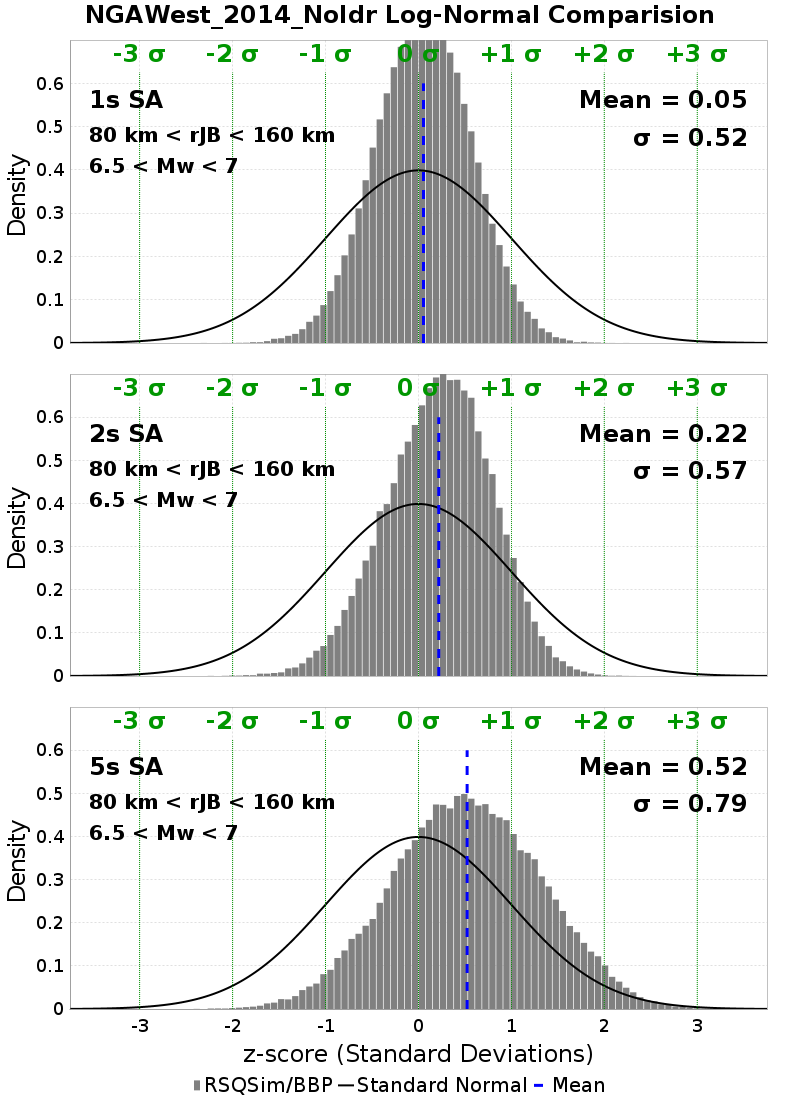 NGAWest_2014_NoIdr Log-Normal Comparision
-3 σ -2 σ -1 σ 0 σ +1 σ +2 σ +3 σ
1s SA
Mean = 0.05
80 km < rJB < 160 km
σ = 0.52
6.5 < Mw < 7
Density
0.6
0.5
0.4
0.3
0.2
0.1
0
-3 σ -2 σ -1 σ 0 σ +1 σ +2 σ +3 σ
2s SA
Mean = 0.22
80 km < rJB < 160 km
σ = 0.57
6.5 < Mw < 7
Density
0.6
0.5
0.4
0.3
0.2
0.1
0
-3 σ -2 σ -1 σ 0 σ +1 σ +2 σ +3 σ
5s SA
Mean = 0.52
80 km < rJB < 160 km
σ = 0.79
6.5 < Mw < 7
Density
0.6
0.5
0.4
0.3
0.2
0.1
0
-3 -2 -1 0 1 2 3
z-score (Standard Deviations)
RSQSim/BBP Standard Normal Mean